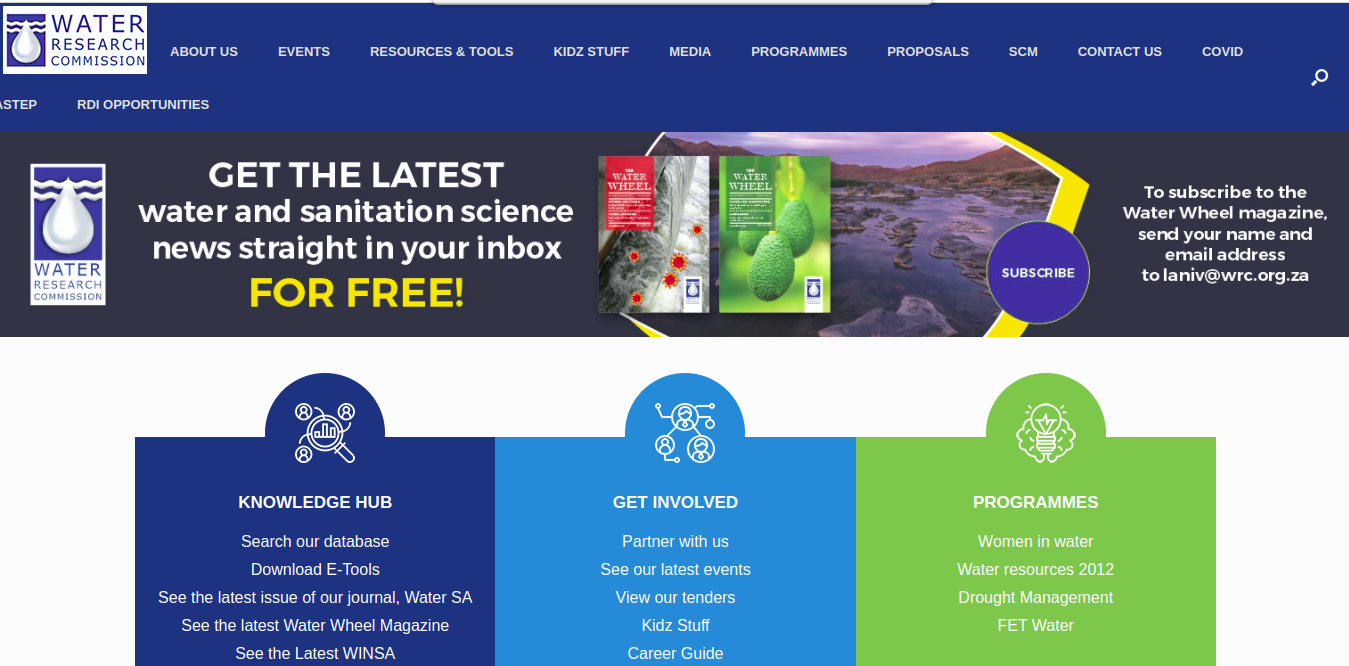 WATER
RESEARCH
COMMISSION
ABOUT US
EVENTS
RESOURCES & TOOLS
KIDZ STUFF
MEDIA
PROGRAMMES
PROPOSALS
SCM
CONTACT US
COVID
ASTEP
RDI OPPORTUNITIES
WATER
RESEARCH
COMMISSION
GET THE LATEST
water and sanitation science
news straight in your inbox
FOR FREE!
THE
WATER
WHEEL
THE
WATER
WHEEL
SUBSCRIBE
To subscribe to the
Water Wheel magazine,
send your name and
email address
to laniv@wrc.org.za
KNOWLEDGE HUB
Search our database
Download E-Tools
See the latest issue of our journal, Water SA
See the latest Water Wheel Magazine
See the Latest WINSA
GET INVOLVED
Partner with us
See our latest events
View our tenders
Kidz Stuff
Career Guide
PROGRAMMES
Women in water
Water resources 2012
Drought Management
FET Water